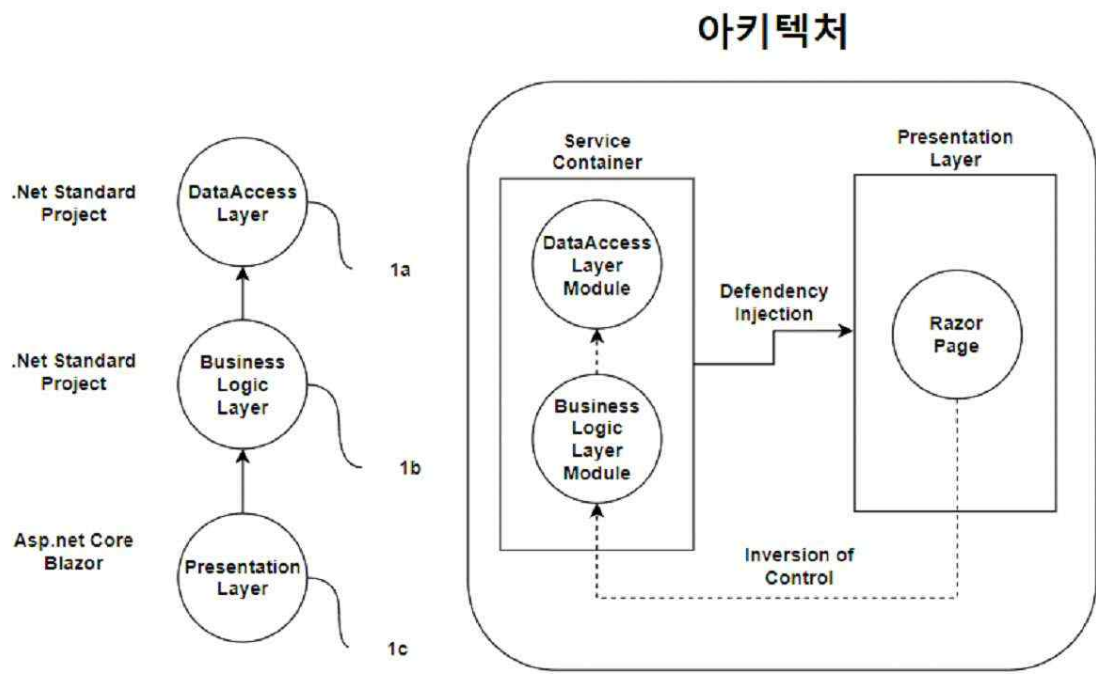 아키텍처
.Net Standard
Project
DataAccess
Layer
1a
.Net Standard
Project
Business
Logic
Layer
1b
Asp.net Core
Blazor
Presentation
Layer
1c
Service
Container
DataAccess
Layer
Module
Business
Logic
Layer
Module
Defendency
Injection
Presentation
Layer
Razor
Page
Inversion of
Control